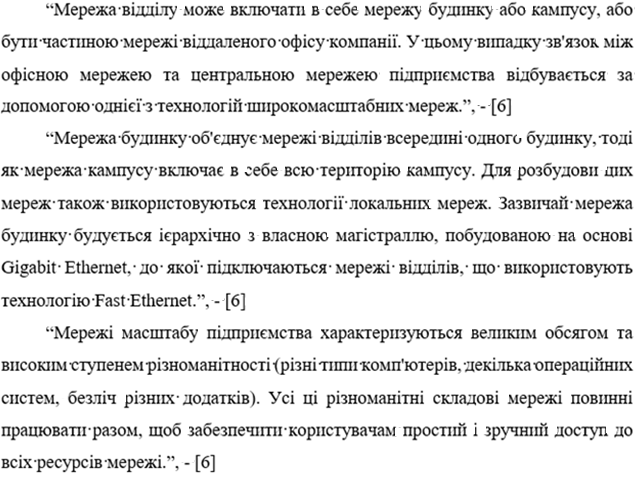 “Мережа відділу може включати в себе мережу будинку або кампусу, або
бути частиною мережі віддаленого офісу компанії. У цьому випадку зв'язок між
офісною мережею та центральною мережею підприємства відбувається за
допомогою однієї з технологій широкомасштабних мереж.”, - [6]
“Мережа будинку об'єднує мережі відділів всередині одного будинку, тоді
як мережа кампусу включає в себе всю територію кампусу. Для розбудови цих
мереж також використовуються технології локальних мереж. Зазвичай мережа
будинку будується ієрархічно з власною магістраллю, побудованою на основі
Gigabit Ethernet, до якої підключаються мережі відділів, що використовують
технологію Fast Ethernet.”, - [6]
“Мережі масштабу підприємства характеризуються великим обсягом та
високим ступенем різноманітності (різні типи комп'ютерів, декілька операційних
систем, безліч різних додатків). Усі ці різноманітні складові мережі повинні
працювати разом, щоб забезпечити користувачам простий і зручний доступ до
всіх ресурсів мережі.”, - [6]